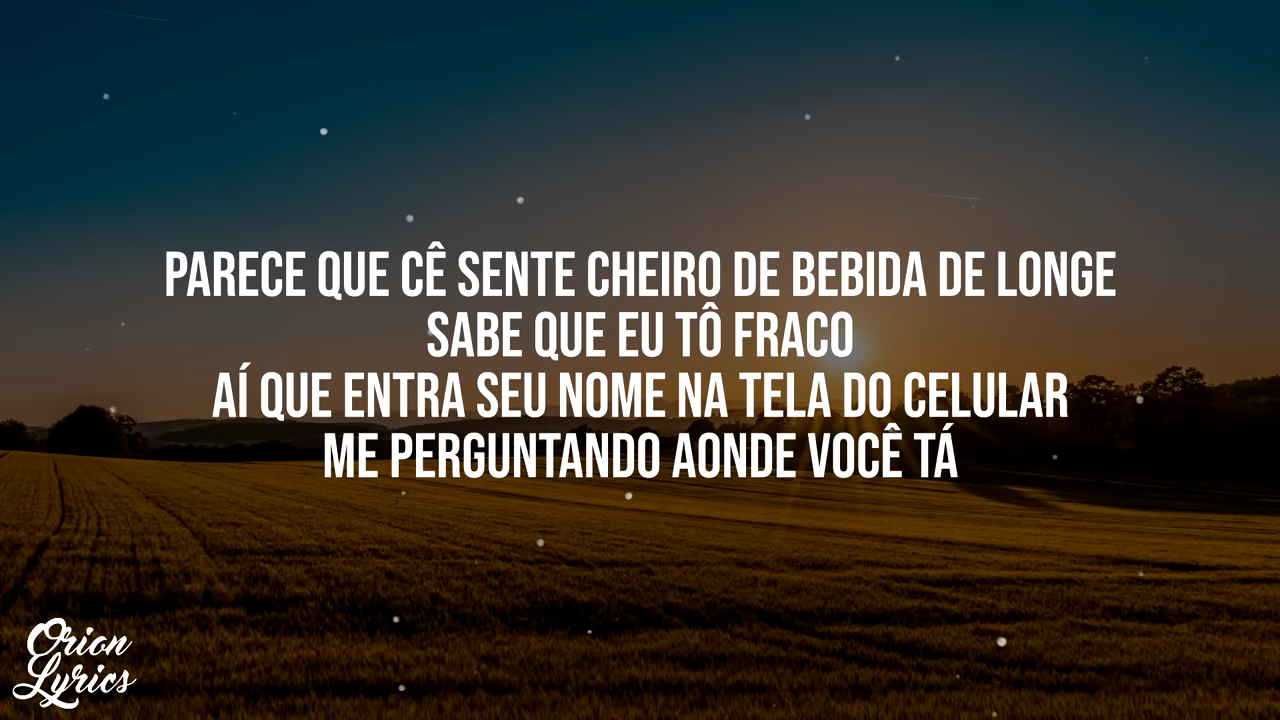 PARECE QUE CÊ SENTE CHEIRO DE BEBIDA DE LONGE
SABE QUE EU TÔ FRACO
AÍ QUE ENTRA SEU NOME NA TELA DO CELULAR
ME PERGUNTANDO AONDE VOCÊ TÁ
Orion
Lyrics